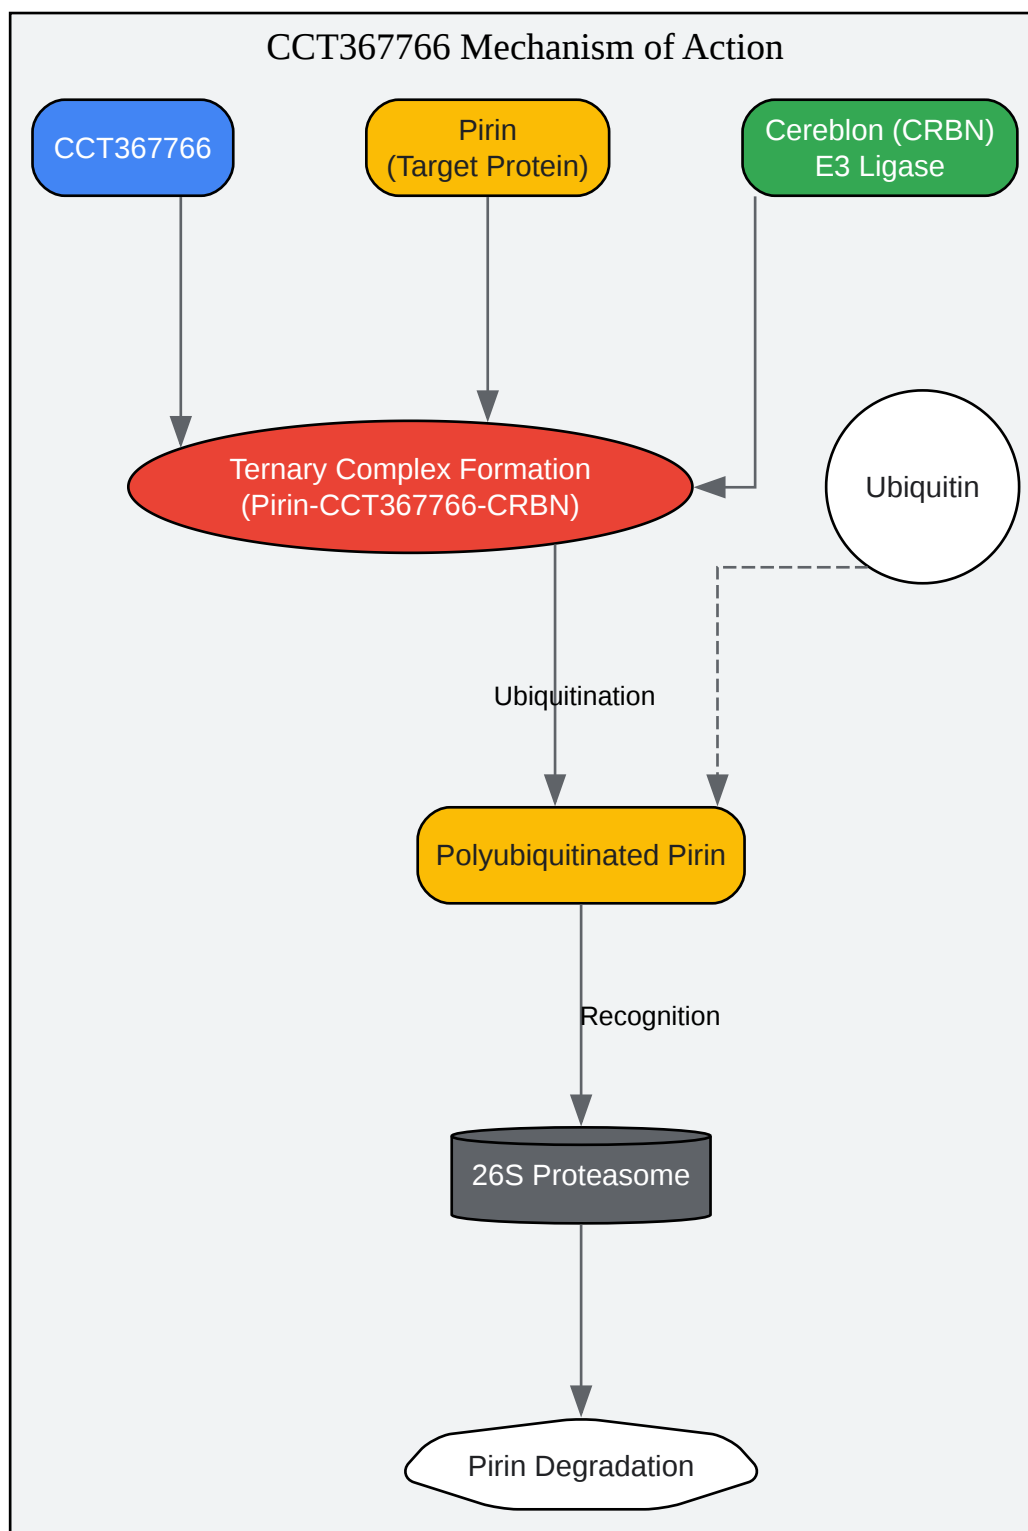 CCT367766 Mechanism of Action
CCT367766
Pirin
(Target Protein)
Cereblon (CRBN)
E3 Ligase
Ternary Complex Formation
(Pirin-CCT367766-CRBN)
Ubiquitin
Ubiquitination
Polyubiquitinated Pirin
Recognition
26S Proteasome
Pirin Degradation